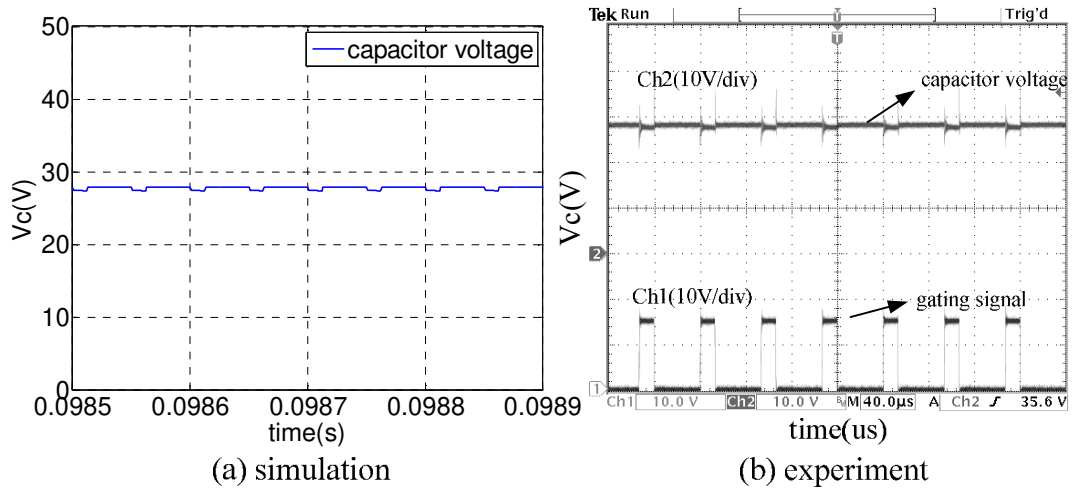 50
40
30
20
10
0
Vc(V)
capacitor voltage
0.0985 0.0986 0.0987 0.0988 0.0989
time(s)
(a) simulation
Tek Run Trig'd
T
T
Ch2(10V/div)
capacitor voltage
Vc(V)
2
Ch1(10V/div)
gating signal
1
Ch1 10.0 V Ch2 10.0 V M 40.0µs A Ch2 35.6 V
time(us)
(b) experiment